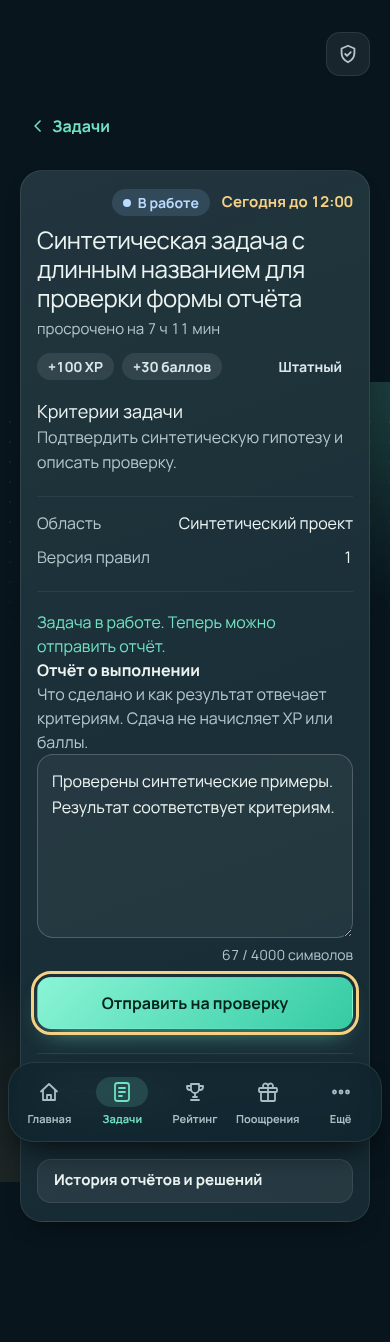 Задачи
В работе
Сегодня до 12:00
Синтетическая задача с
длинным названием для
проверки формы отчёта
просрочено на 7 ч 11 мин
+100 XP
+30 баллов
Штатный
Критерии задачи
Подтвердить синтетическую гипотезу и
описать проверку.
Область
Синтетический проект
Версия правил
1
Задача в работе. Теперь можно
отправить отчёт.
Отчёт о выполнении
Что сделано и как результат отвечает
критериям. Сдача не начисляет XP или
баллы.
Проверены синтетические примеры.
Результат соответствует критериям.
67 / 4000 символов
Отправить на проверку
Главная
Задачи
Рейтинг
Поощрения
Ещё
История отчётов и решений